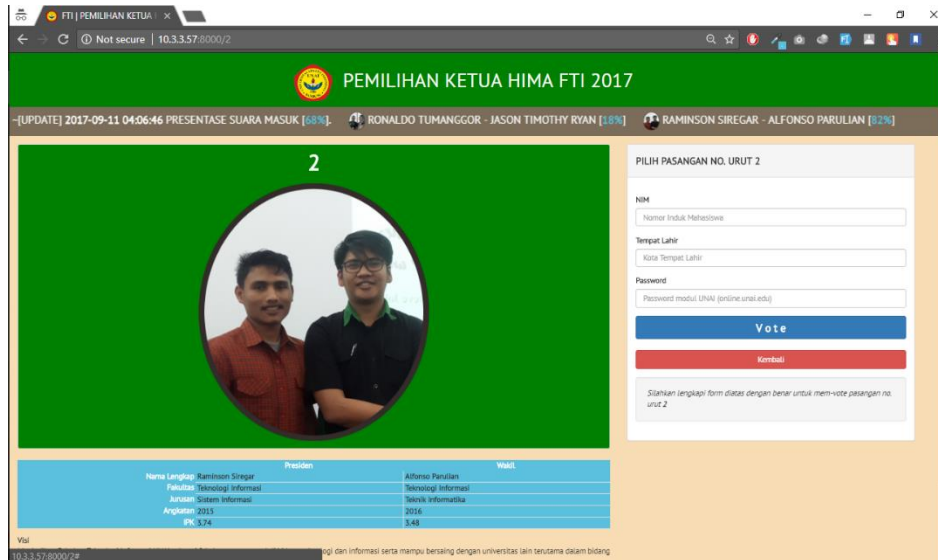 FTI | PEMILIHAN KETUA
Not secure | 10.3.3.57:8000/2
PEMILIHAN KETUA HIMA FTI 2017
~[UPDATE] 2017-09-11 04:06:46 PRESENTASE SUARA MASUK [68%]. RONALDO TUMANGGOR - JASON TIMOTHY RYAN [18%] RAMINSON SIREGAR - ALFONSO PARULIAN [82%]
2
PILIH PASANGAN NO. URUT 2
NIM
Nomor Induk Mahasiswa
Tempat Lahir
Kota Tempat Lahir
Password
Password modul UNAI (online.unai.edu)
Vote
Kembali
Silahkan lengkapi form diatas dengan benar untuk mem-vote pasangan no.
urut 2
Presiden Wakil
Nama Lengkap Raminson Siregar Alfonso Parulian
Fakultas Teknologi Informasi Teknologi Informasi
Jurusan Sistem Informasi Teknik Informatika
Angkatan 2015 2016
IPK 3.74 3.48
Visi
dan informasi serta mampu bersaing dengan universitas lain terutama dalam bidang
10.3.3.57:8000/2#